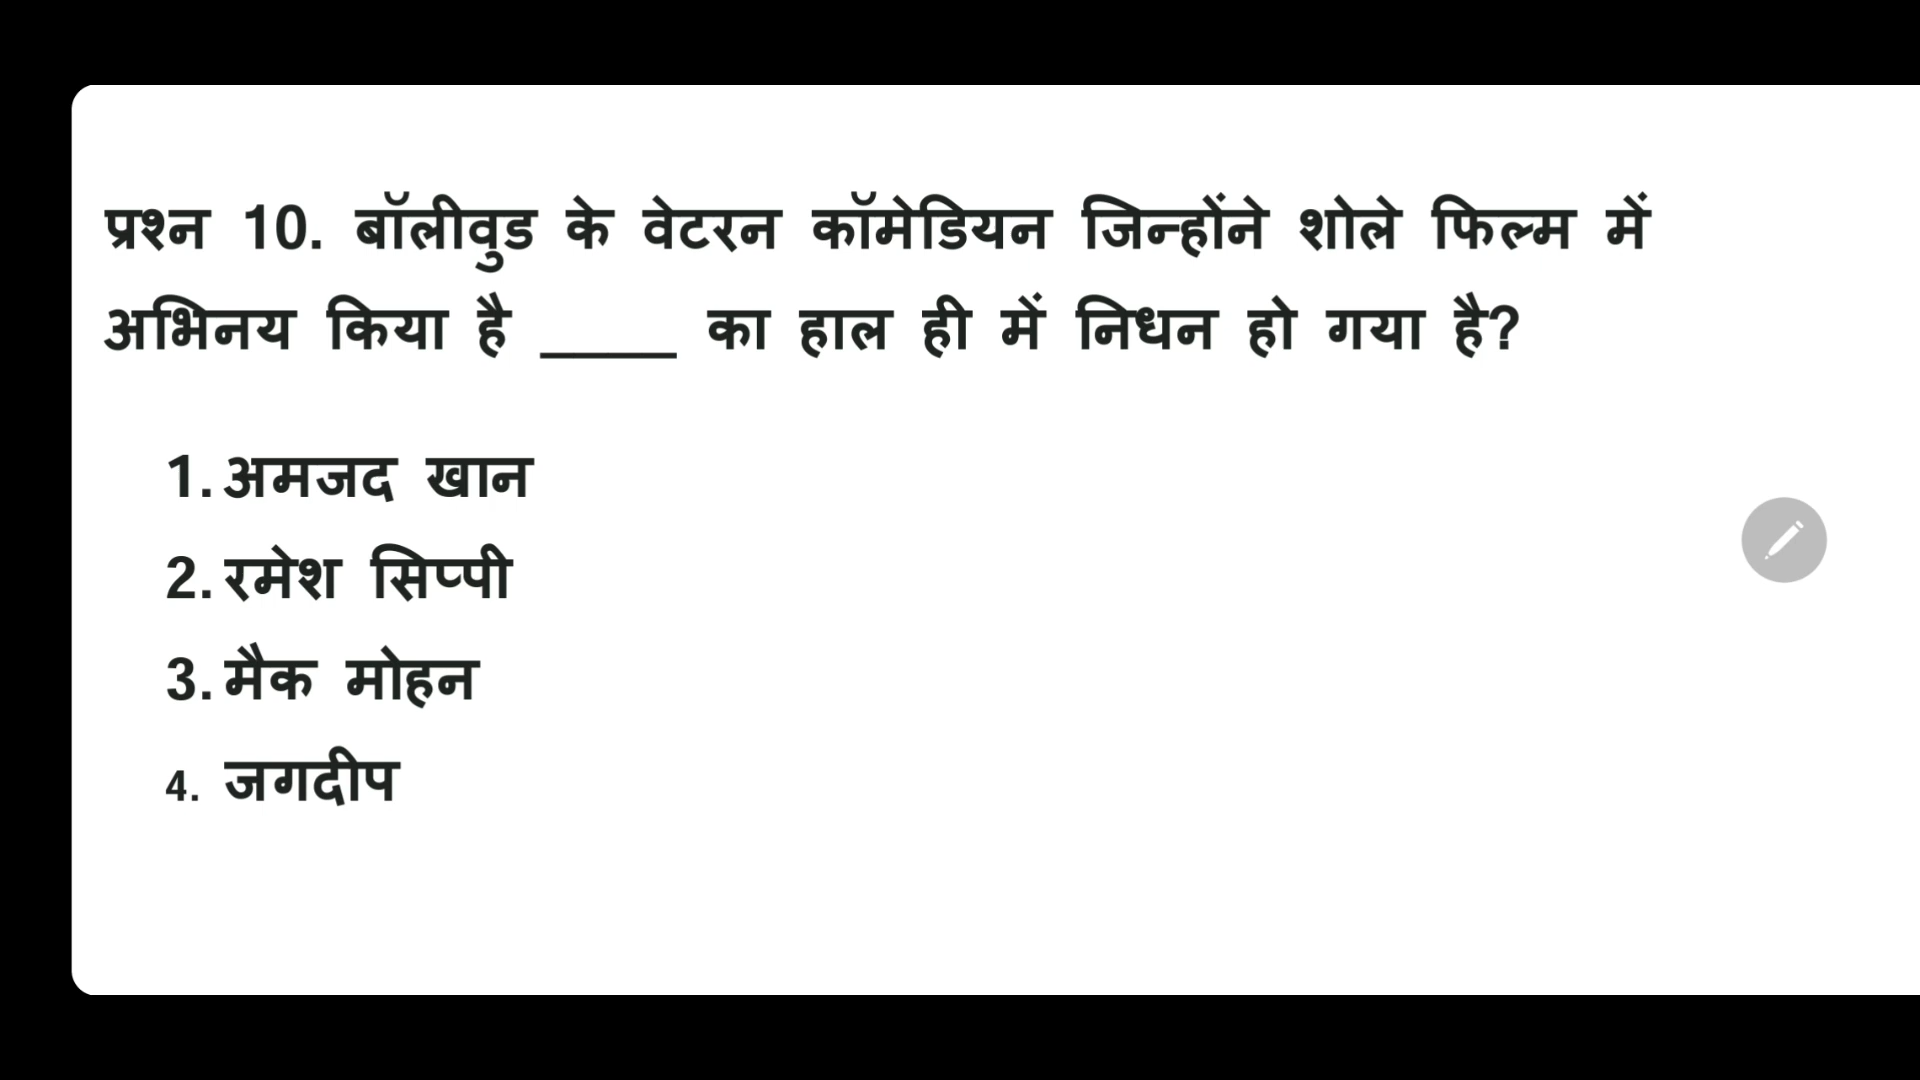 प्रश्न 10. बॉलीवुड के वेटरन कॉमेडियन जिन्होंने शोले फिल्म में
अभिनय किया है _____ का हाल ही में निधन हो गया है?
1. अमजद खान
2. रमेश सिप्पी
3. मैक मोहन
4. जगदीप